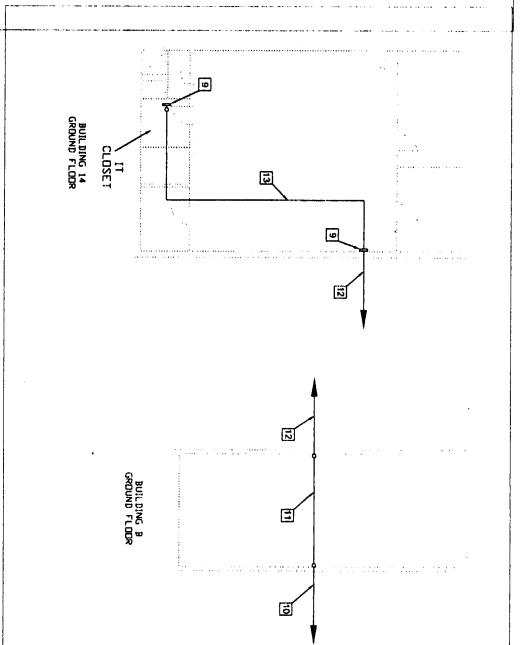 9
12
13
9
IT
CLOSET
BUILDING 14
GROUND FLOOR
12
11
10
BUILDING B
GROUND FLOOR